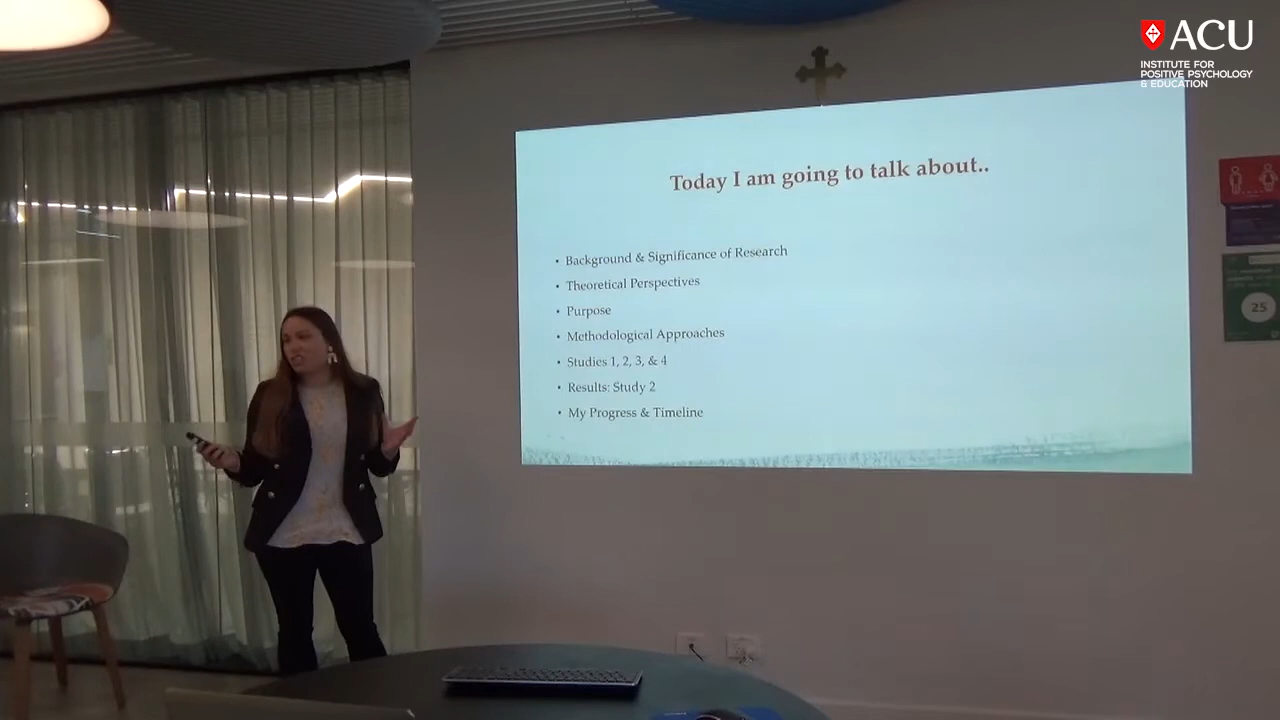 ACU
INSTITUTE FOR
POSITIVE PSYCHOLOGY
& EDUCATION
Today I am going to talk about..
• Background & Significance of Research
• Theoretical Perspectives
• Purpose
• Methodological Approaches
• Studies 1, 2, 3, & 4
• Results: Study 2
• My Progress & Timeline
25